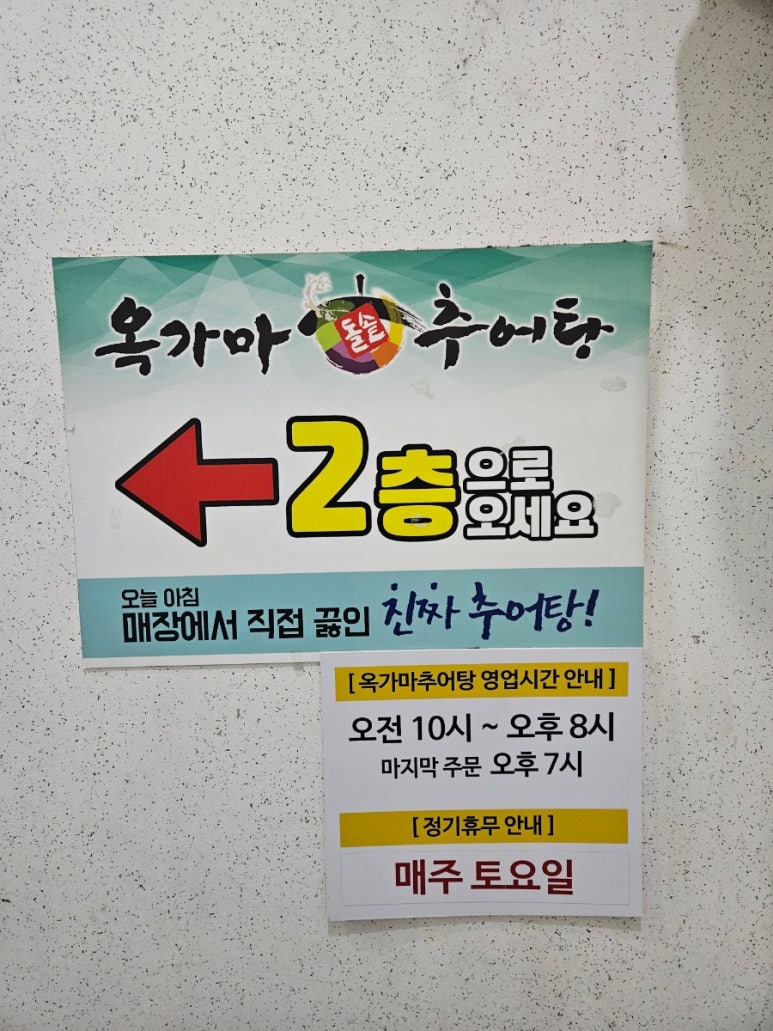 옥가마 돌솥 추어탕
2층으로
오세요
오늘 아침
매장에서 직접 끓인 진짜 추어탕!
[ 옥가마추어탕 영업시간 안내 ]
오전 10시 ~ 오후 8시
마지막 주문 오후 7시
[ 정기휴무 안내 ]
매주 토요일